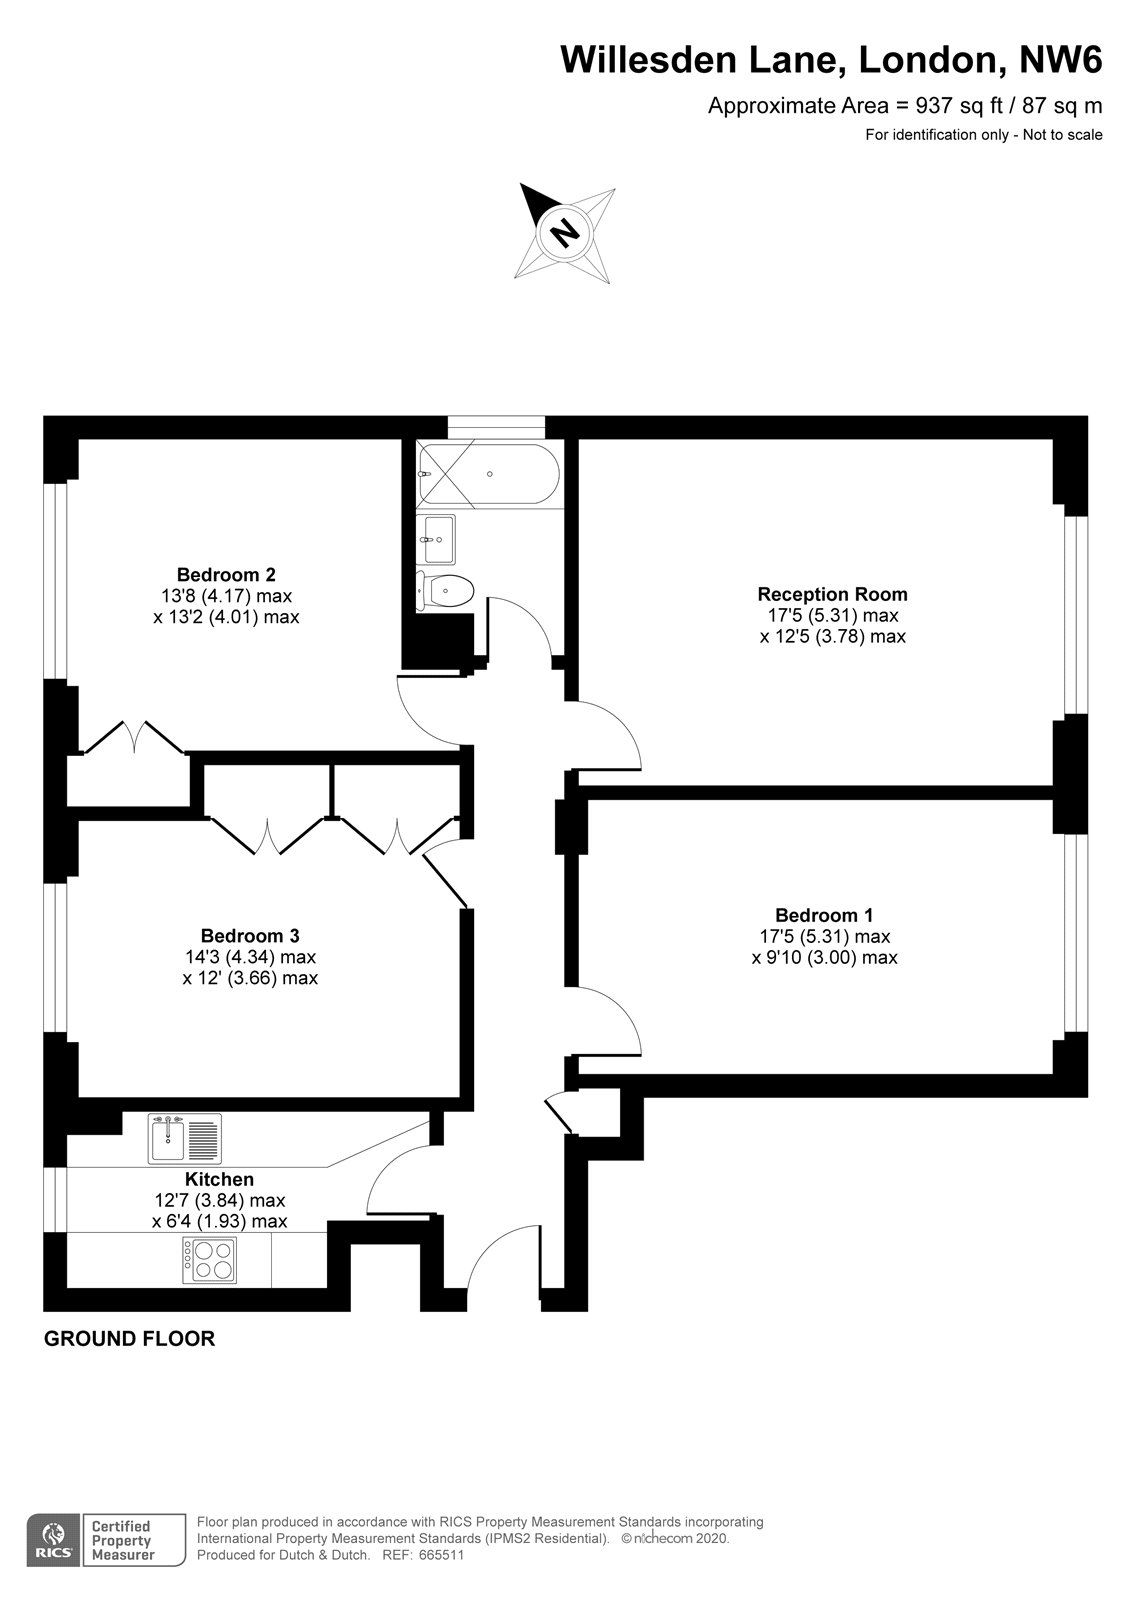 Willesden Lane, London, NW6
Approximate Area = 937 sq ft / 87 sq m
For identification only - Not to scale
N
Bedroom 2
13'8 (4.17) max
x 13'2 (4.01) max
Reception Room
17'5 (5.31) max
x 12'5 (3.78) max
Bedroom 1
17'5 (5.31) max
x 9'10 (3.00) max
Bedroom 3
14'3 (4.34) max
x 12' (3.66) max
Kitchen
12'7 (3.84) max
x 6'4 (1.93) max
GROUND FLOOR
RICS
Certified
Property
Measurer
Floor plan produced in accordance with RICS Property Measurement Standards incorporating
International Property Measurement Standards (IPMS2 Residential). © nichecom 2020.
Produced for Dutch & Dutch. REF: 665511